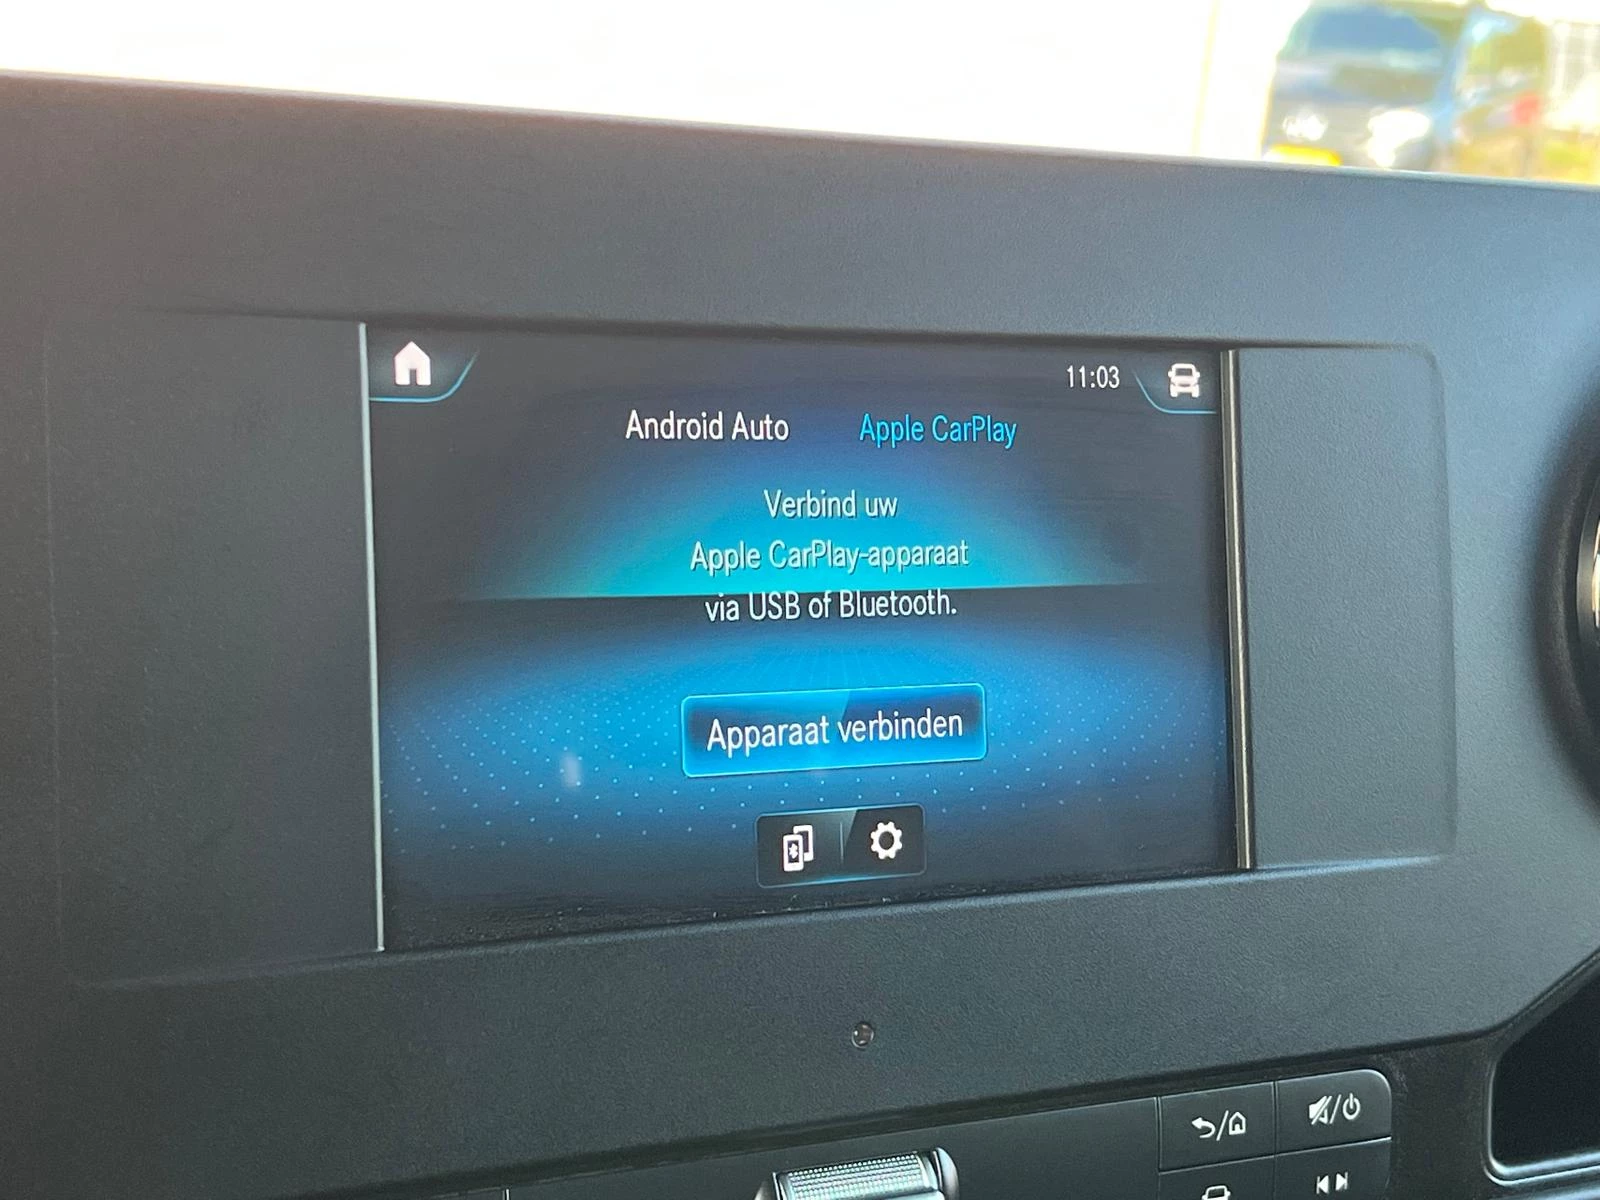 11:03
Android Auto Apple CarPlay
Verbind uw
Apple CarPlay-apparaat
via USB of Bluetooth.
Apparaat verbinden